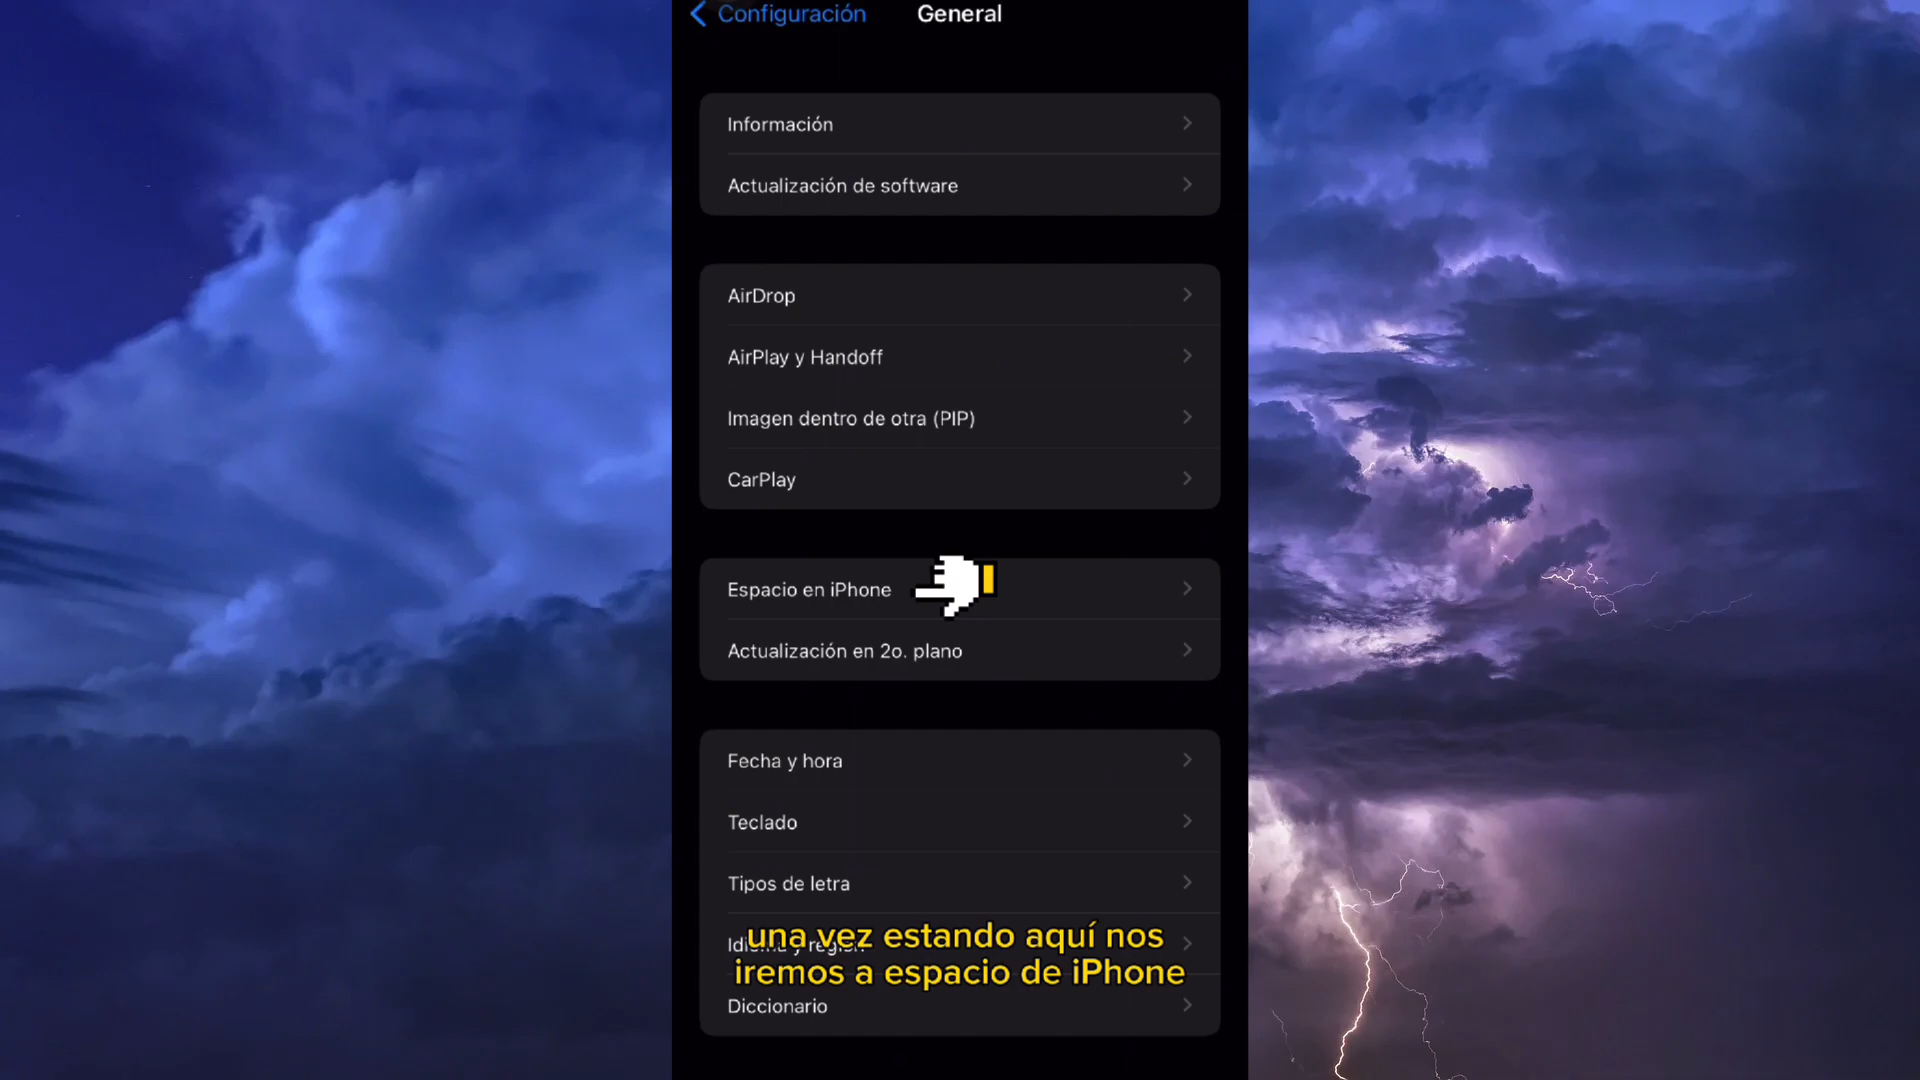 Configuración
General
Información
Actualización de software
AirDrop
AirPlay y Handoff
Imagen dentro de otra (PIP)
CarPlay
Espacio en iPhone
Actualización en 2o. plano
Fecha y hora
Teclado
Tipos de letra
Idioma y región
una vez estando aquí nos
iremos a espacio de iPhone
Diccionario